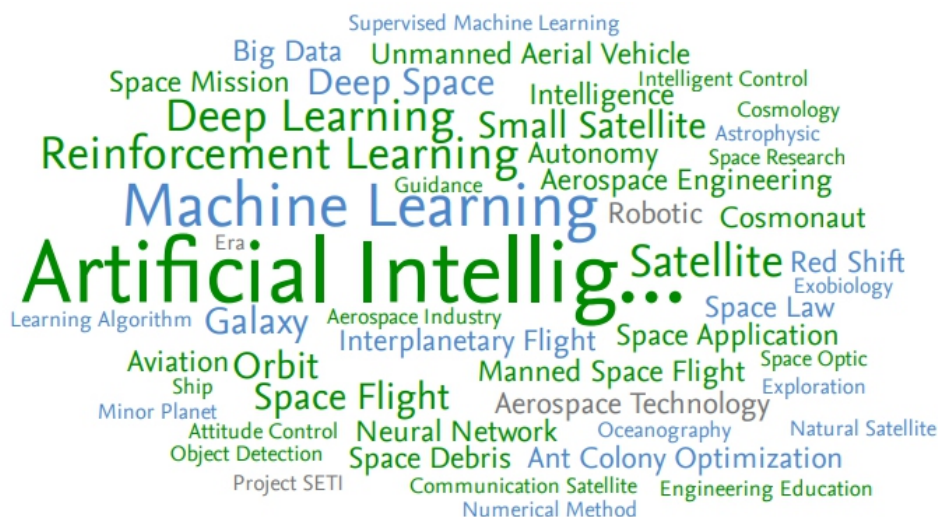 Supervised Machine Learning
Big Data Unmanned Aerial Vehicle
Space Mission Deep Space Intelligent Control
Intelligence
Deep Learning Small Satellite Cosmology
Astrophysic
Reinforcement Learning Autonomy Space Research
Guidance Aerospace Engineering
Machine Learning Robotic Cosmonaut
Era
Artificial Intellig... Satellite Red Shift
Exobiology
Learning Algorithm Galaxy Aerospace Industry Space Law
Interplanetary Flight Space Application
Aviation Orbit Manned Space Flight Space Optic
Ship Space Flight Exploration
Minor Planet Aerospace Technology
Attitude Control Neural Network Oceanography Natural Satellite
Object Detection Space Debris Ant Colony Optimization
Project SETI Communication Satellite Engineering Education
Numerical Method